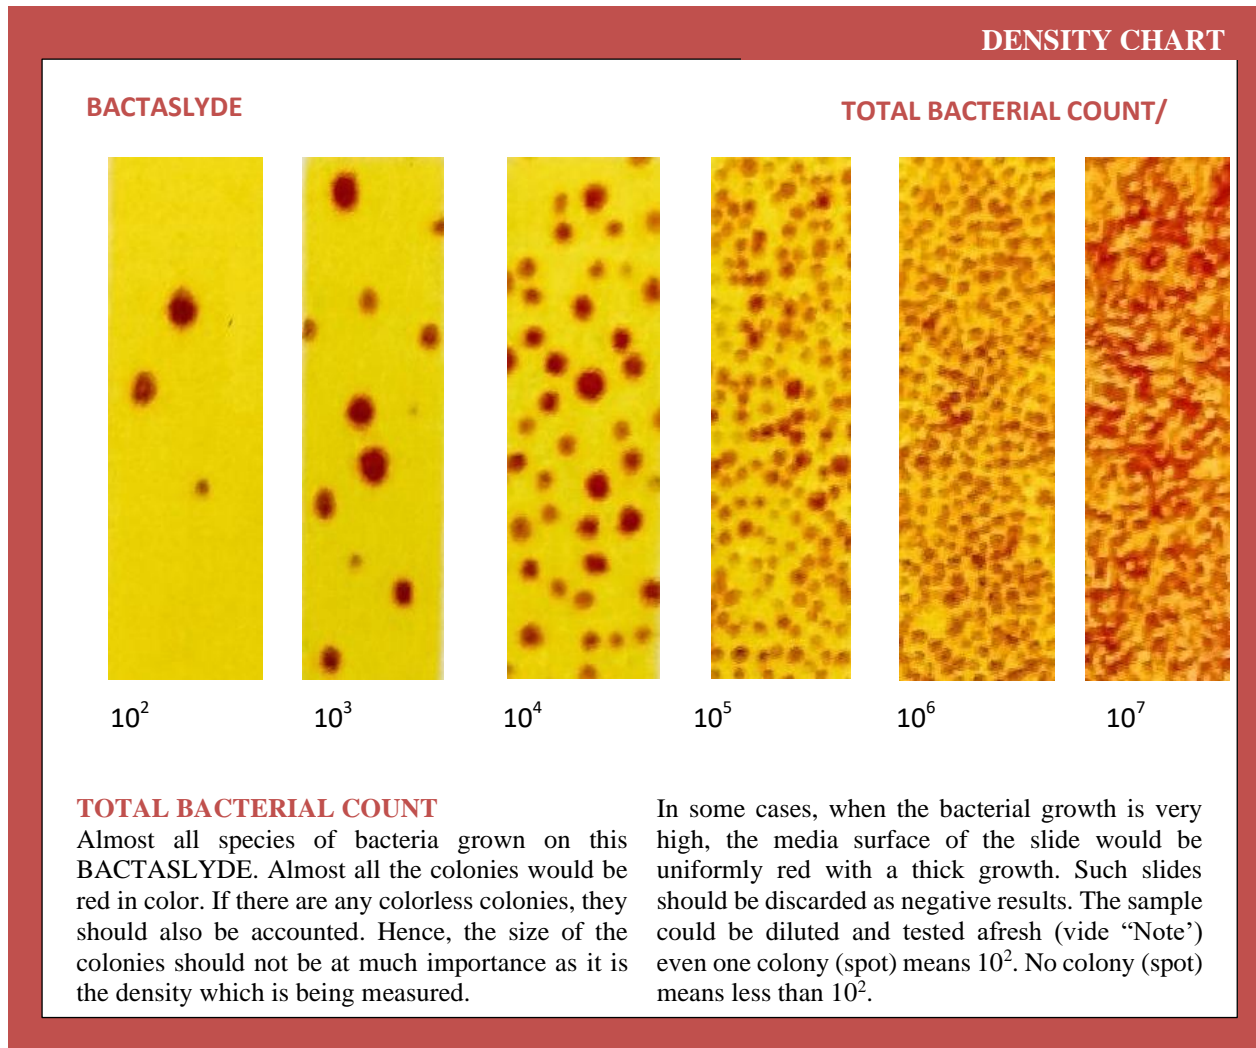 DENSITY CHART
BACTASLYDE
TOTAL BACTERIAL COUNT/
10² 10³ 10⁴ 10⁵ 10⁶ 10⁷
TOTAL BACTERIAL COUNT
Almost all species of bacteria grown on this
BACTASLYDE. Almost all the colonies would be
red in color. If there are any colorless colonies, they
should also be accounted. Hence, the size of the
colonies should not be at much importance as it is
the density which is being measured.
In some cases, when the bacterial growth is very
high, the media surface of the slide would be
uniformly red with a thick growth. Such slides
should be discarded as negative results. The sample
could be diluted and tested afresh (vide “Note’)
even one colony (spot) means 10². No colony (spot)
means less than 10².